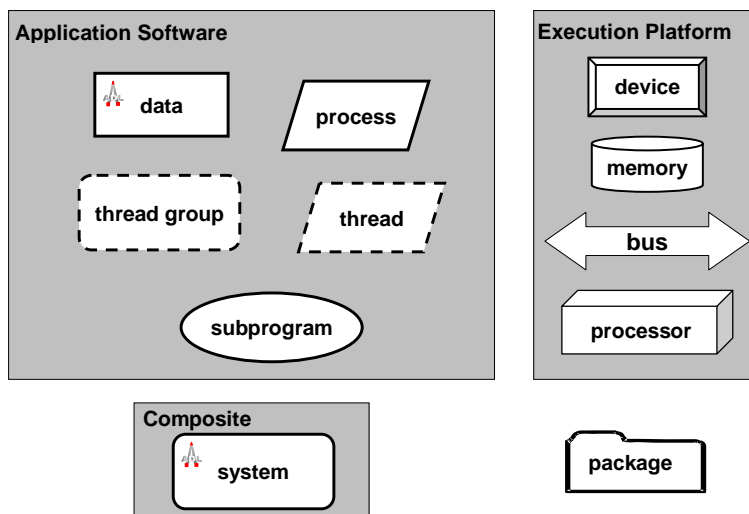 Application Software
data
process
thread group
thread
subprogram
Execution Platform
device
memory
bus
processor
Composite
system
package